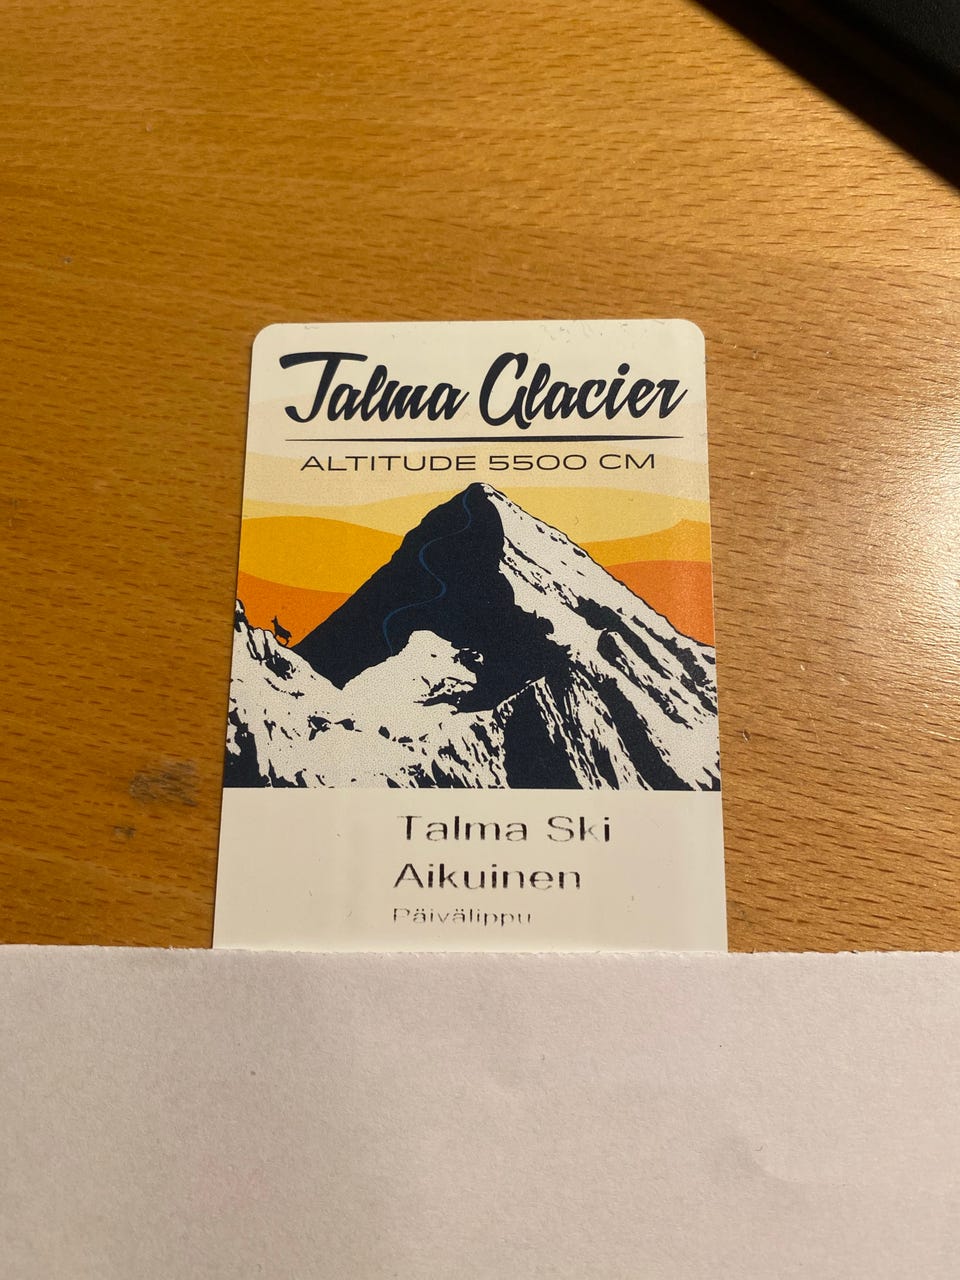 Talma Glacier
ALTITUDE 5500 CM
Talma Ski
Aikuinen
Päivälippu